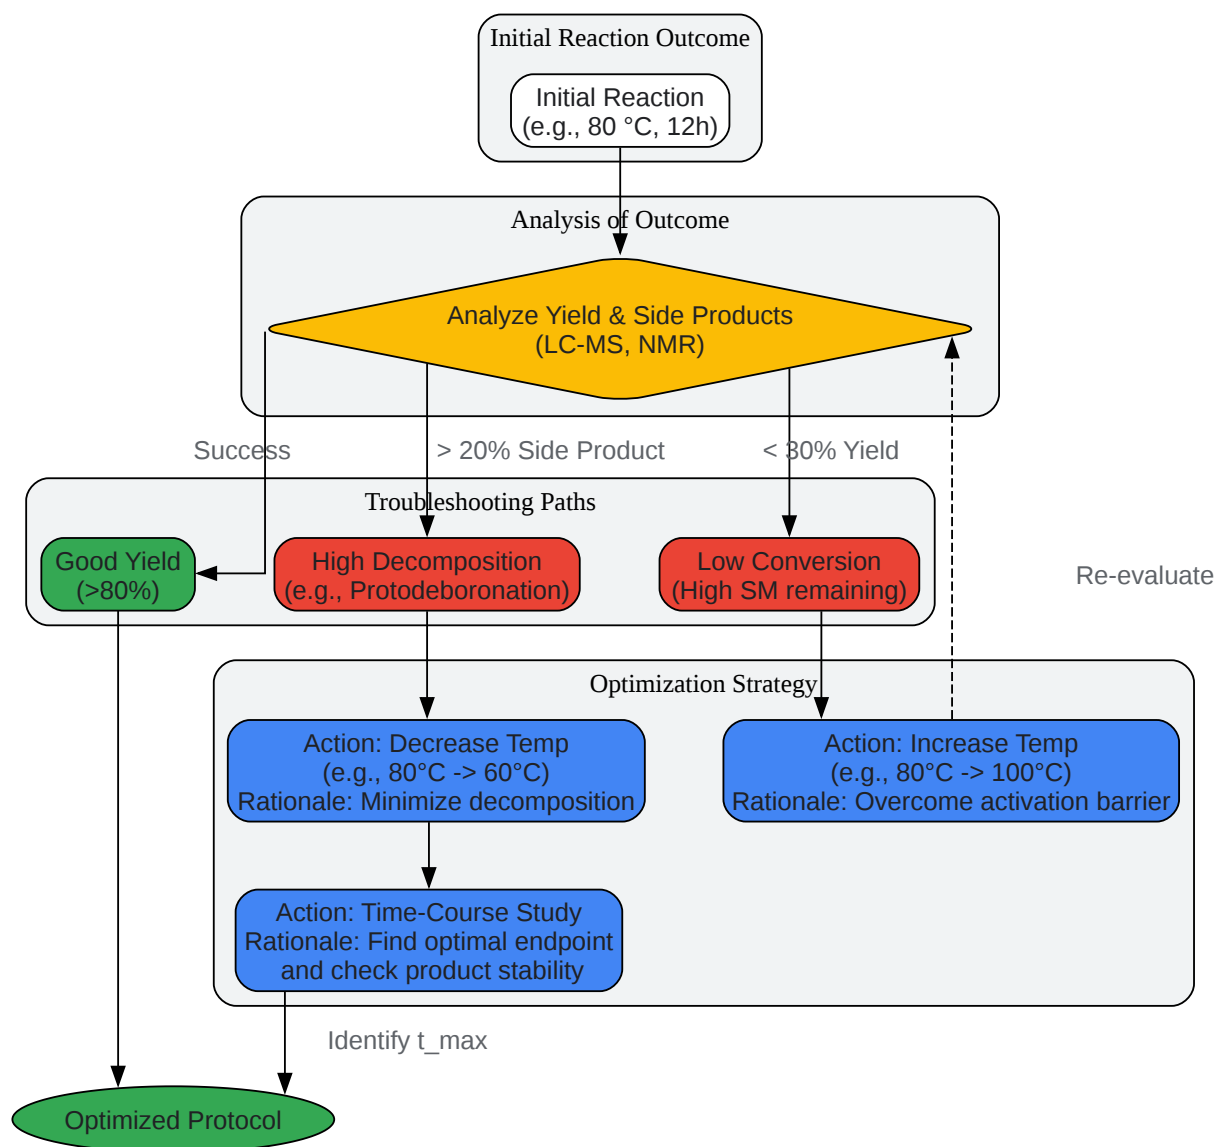 Initial Reaction Outcome
Initial Reaction
(e.g., 80 °C, 12h)
Analysis of Outcome
Analyze Yield & Side Products
(LC-MS, NMR)
Success
> 20% Side Product
< 30% Yield
Troubleshooting Paths
Good Yield
(>80%)
High Decomposition
(e.g., Protodeboronation)
Low Conversion
(High SM remaining)
Re-evaluate
Optimization Strategy
Action: Decrease Temp
(e.g., 80°C -> 60°C)
Rationale: Minimize decomposition
Action: Increase Temp
(e.g., 80°C -> 100°C)
Rationale: Overcome activation barrier
Action: Time-Course Study
Rationale: Find optimal endpoint
and check product stability
Identify t_max
Optimized Protocol